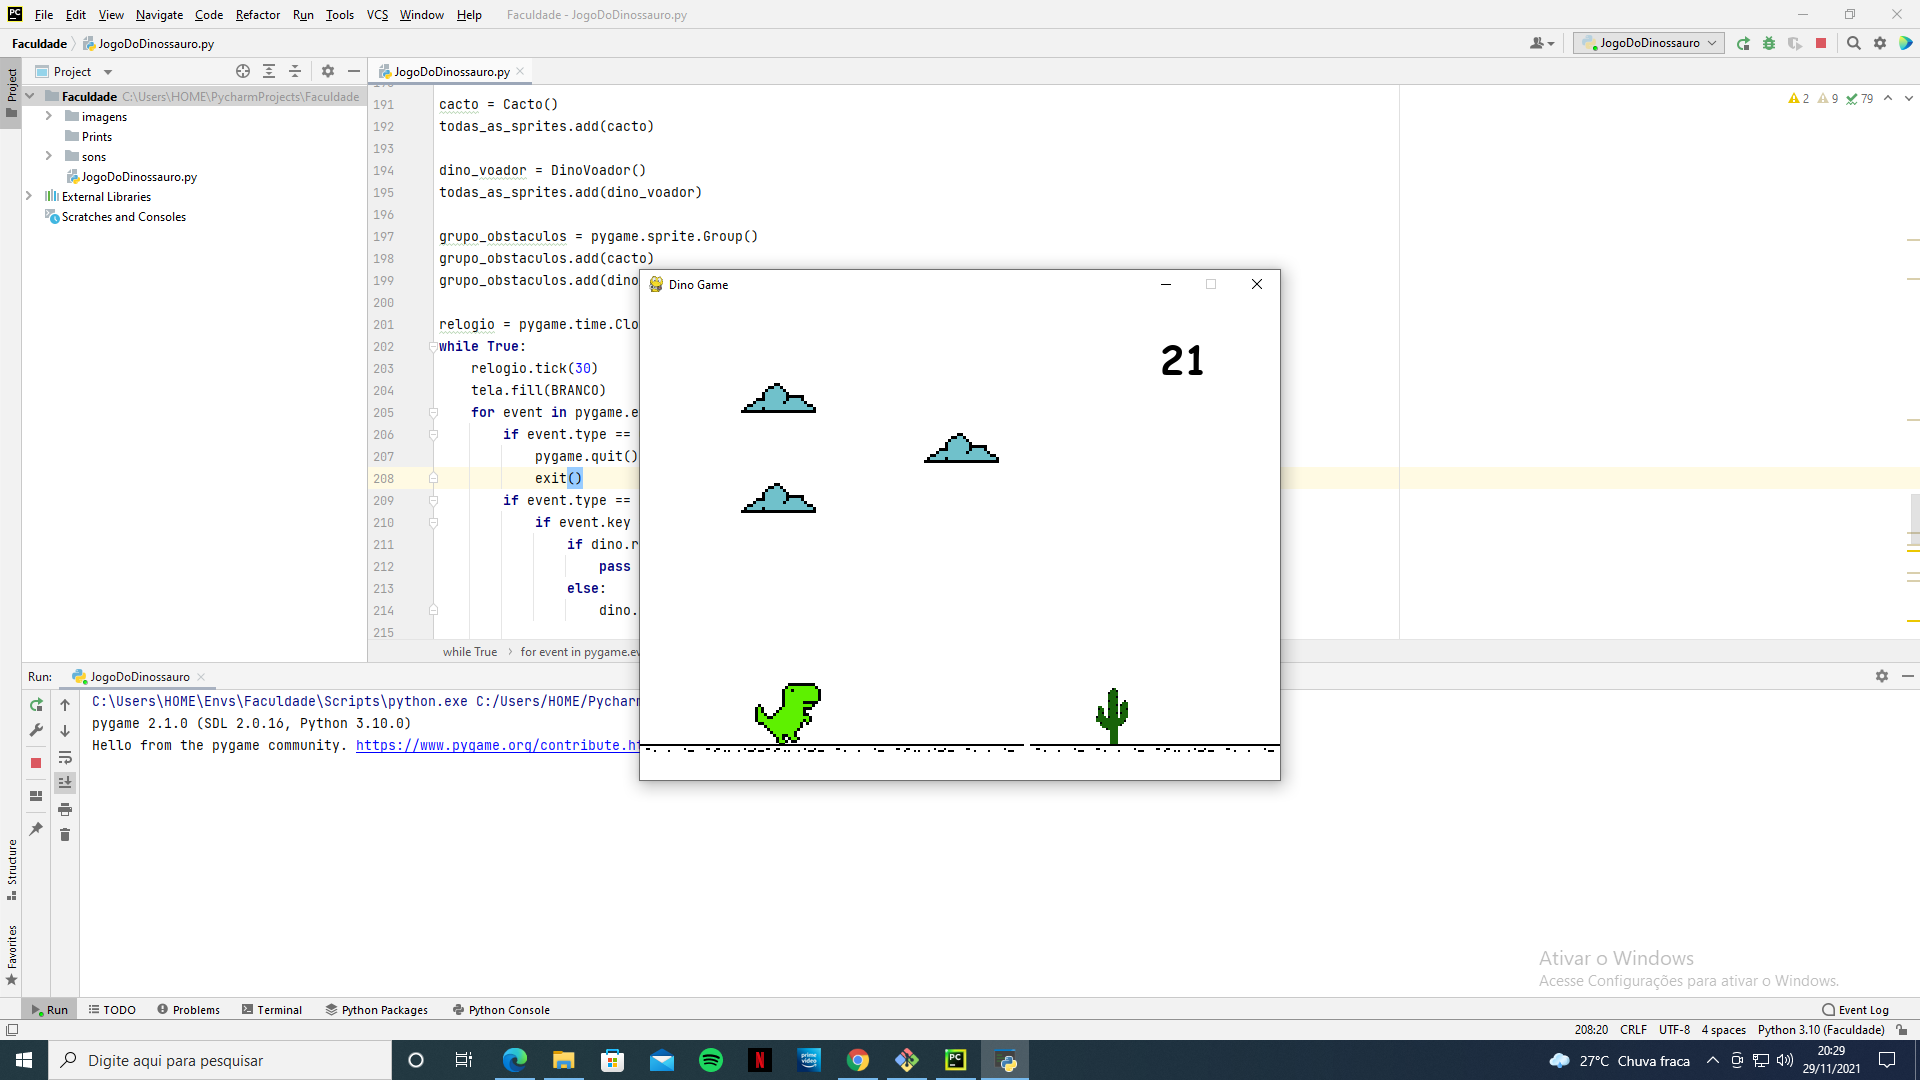 PC File Edit View Navigate Code Refactor Run Tools VCS Window Help Faculdade - JogoDoDinossauro.py
Faculdade JogoDoDinossauro.py JogoDoDinossauro
Project
Project
JogoDoDinossauro.py
Faculdade C:\Users\HOME\PycharmProjects\Faculdade
imagens
Prints
sons
JogoDoDinossauro.py
External Libraries
Scratches and Consoles
2 9 79
191 cacto = Cacto()
192 todas_as_sprites.add(cacto)
193
194 dino_voador = DinoVoador()
195 todas_as_sprites.add(dino_voador)
196
197 grupo_obstaculos = pygame.sprite.Group()
198 grupo_obstaculos.add(cacto)
199 grupo_obstaculos.add(dino
200
201 relogio = pygame.time.Clo
202 while True:
203 relogio.tick(30)
204 tela.fill(BRANCO)
205 for event in pygame.e
206 if event.type ==
207 pygame.quit()
208 exit()
209 if event.type ==
210 if event.key
211 if dino.r
212 pass
213 else:
214 dino.
215
while True for event in pygame.ev
Dino Game
21
Run: JogoDoDinossauro
C:\Users\HOME\Envs\Faculdade\Scripts\python.exe C:/Users/HOME/Pycharm
pygame 2.1.0 (SDL 2.0.16, Python 3.10.0)
Hello from the pygame community. https://www.pygame.org/contribute.ht
Structure
Favorites
Ativar o Windows
Acesse Configurações para ativar o Windows.
Run TODO Problems Terminal Python Packages Python Console Event Log
208:20 CRLF UTF-8 4 spaces Python 3.10 (Faculdade)
Digite aqui para pesquisar
N
prime video
PC
27°C Chuva fraca
20:29
29/11/2021